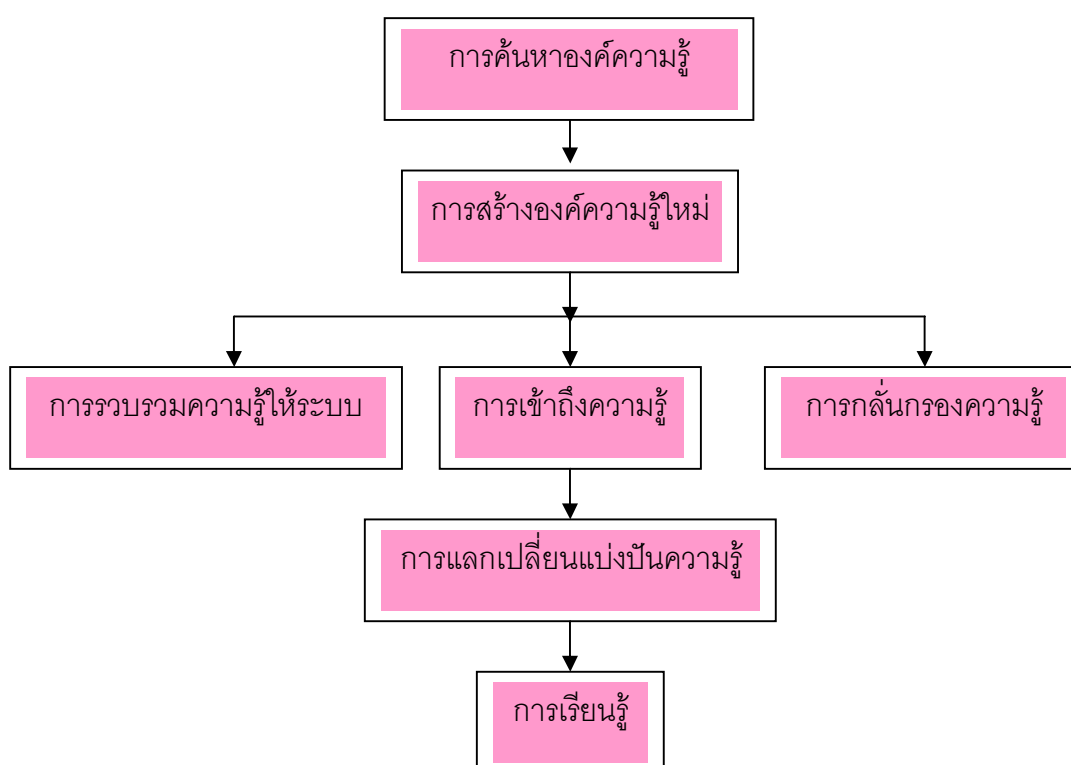 การค้นหาองค์ความรู้
การสร้างองค์ความรู้ใหม่
การรวบรวมความรู้ให้ระบบ
การเข้าถึงความรู้
การกลั่นกรองความรู้
การแลกเปลี่ยนแบ่งปันความรู้
การเรียนรู้